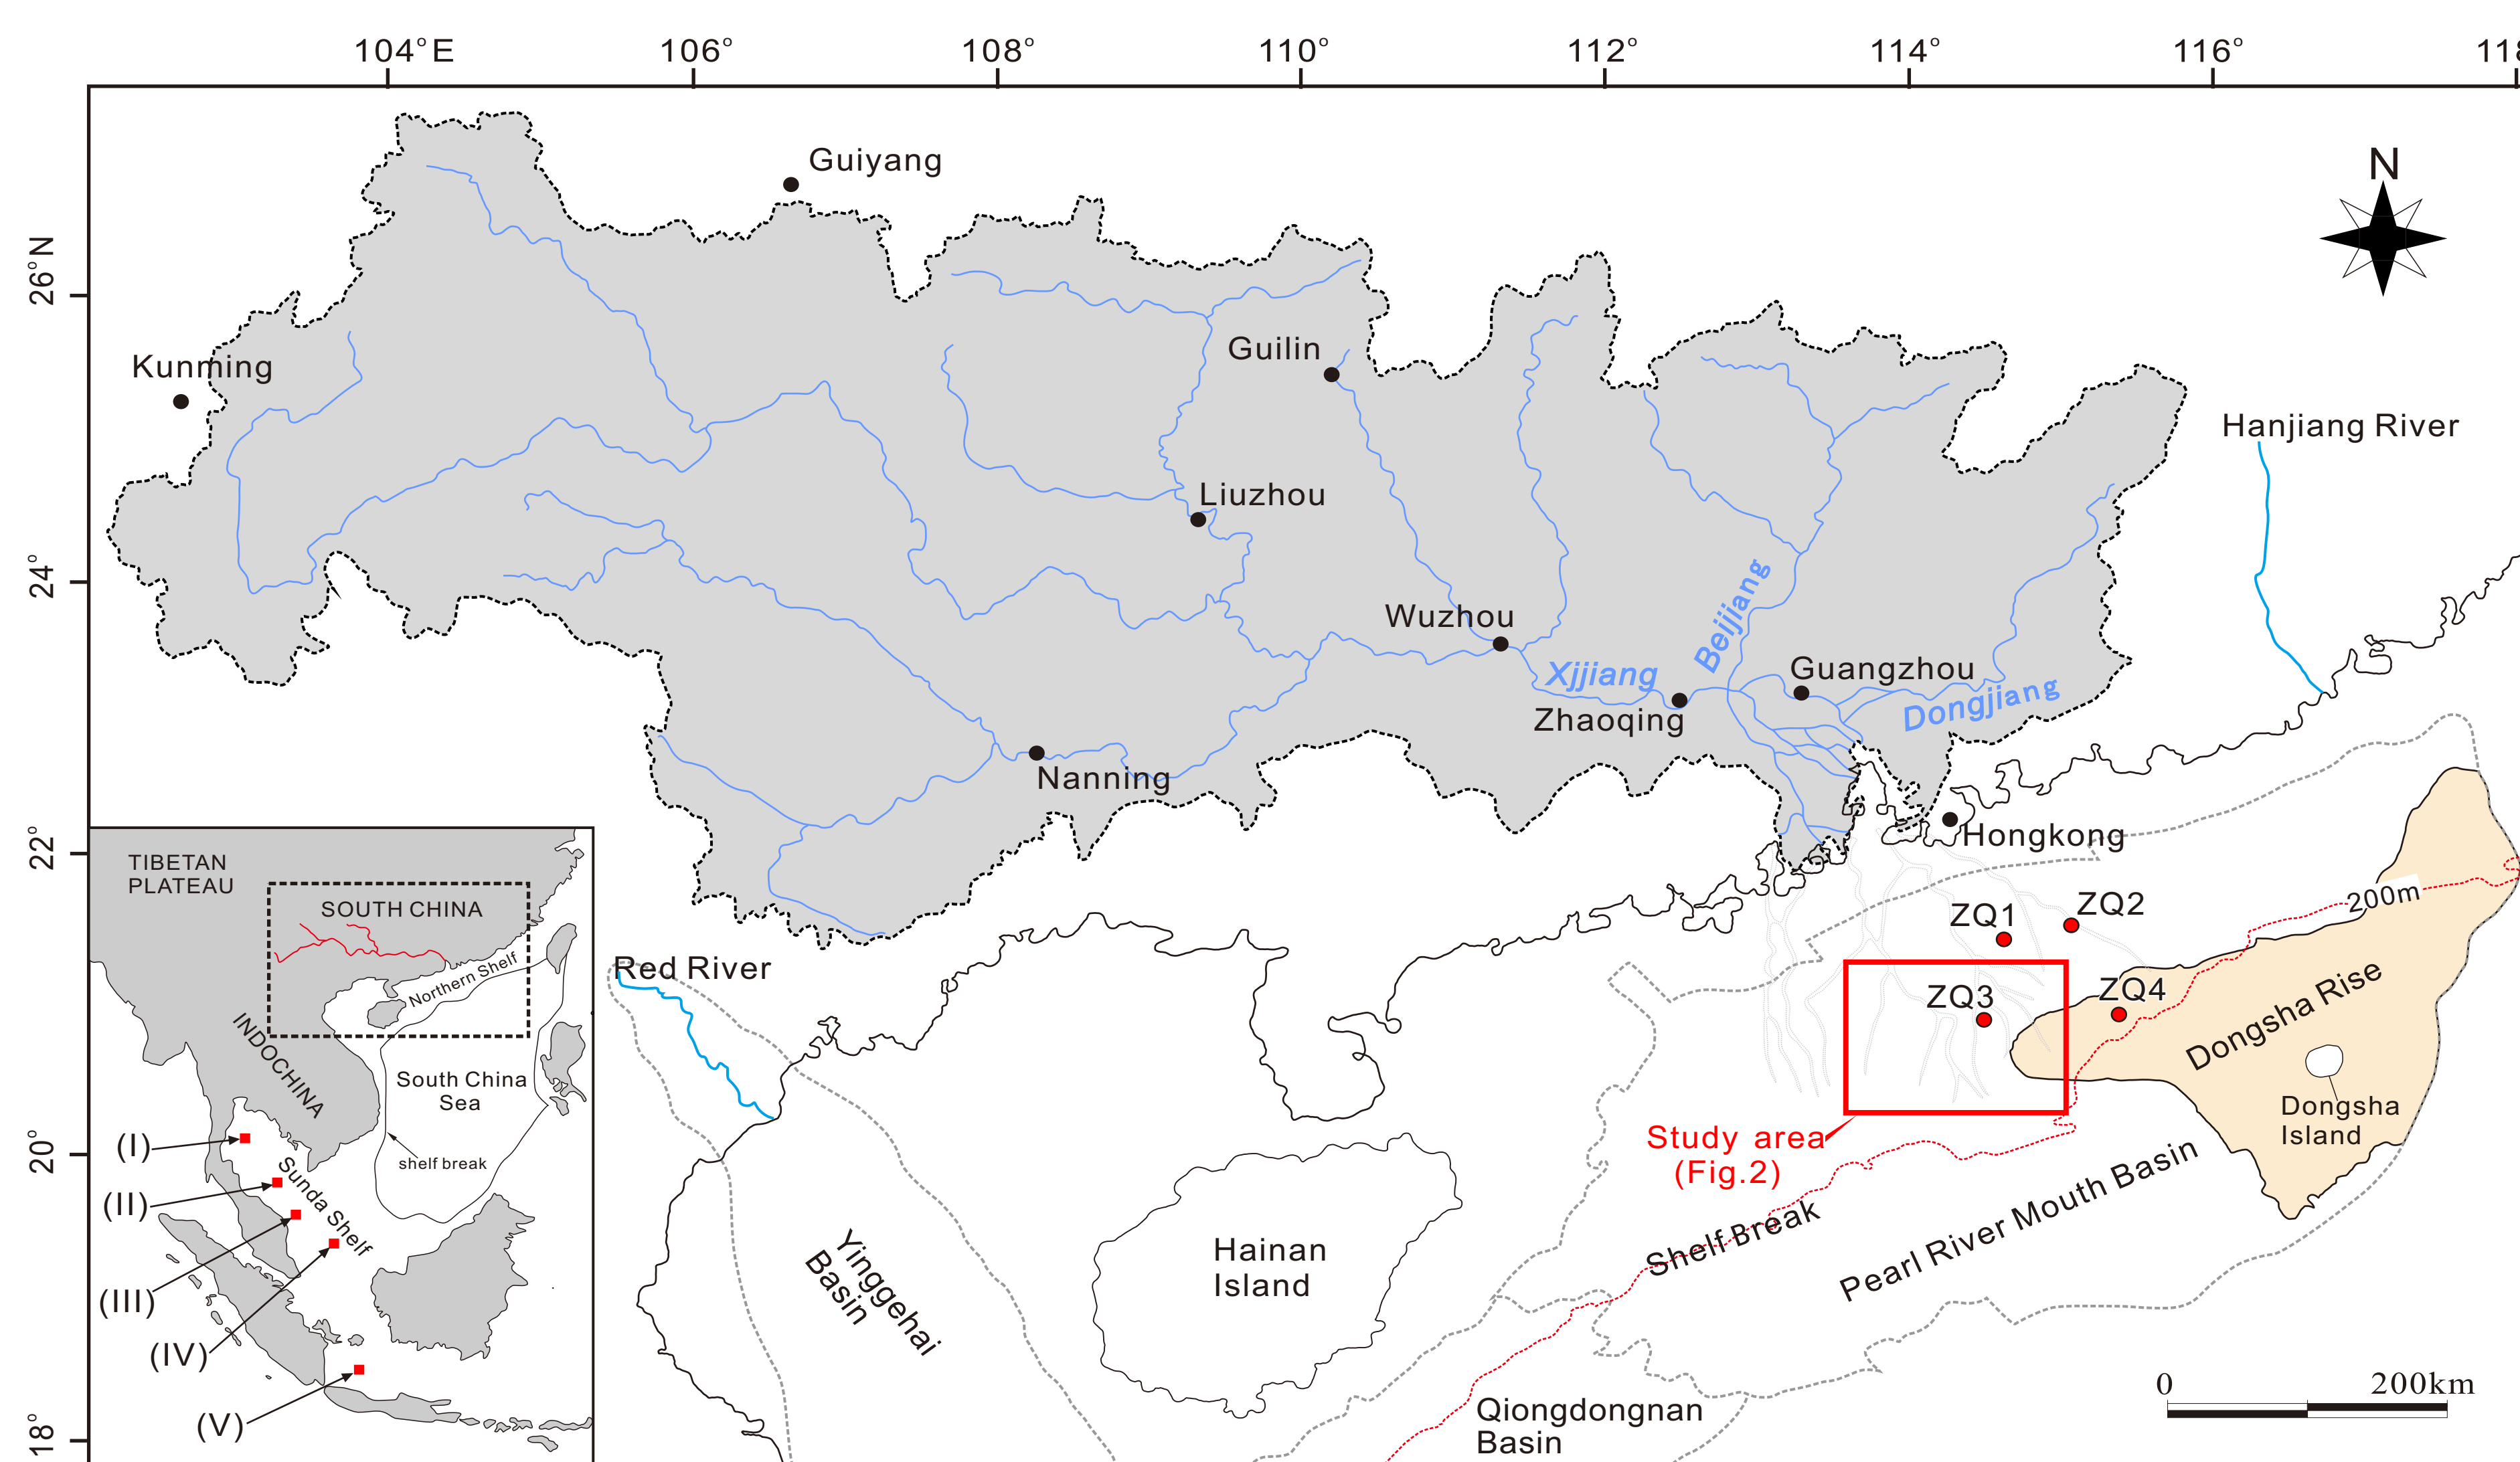 104°E
106°
108°
110°
112°
114°
116°
118
N
26°N
24°
22°
20°
18°
Guiyang
Kunming
Guilin
Hanjiang River
Liuzhou
Wuzhou
Beijiang
Xjjiang
Guangzhou
Zhaoqing
Dongjiang
Nanning
Hongkong
ZQ1
ZQ2
200m
ZQ3
ZQ4
Dongsha Rise
Dongsha
Island
Red River
Study area
(Fig.2)
Shelf Break
Pearl River Mouth Basin
Hainan
Island
Yinggehai
Basin
Qiongdongnan
Basin
0
200km
TIBETAN
PLATEAU
SOUTH CHINA
Northern Shelf
INDOCHINA
South China
Sea
shelf break
Sunda Shelf
(I)
(II)
(III)
(IV)
(V)